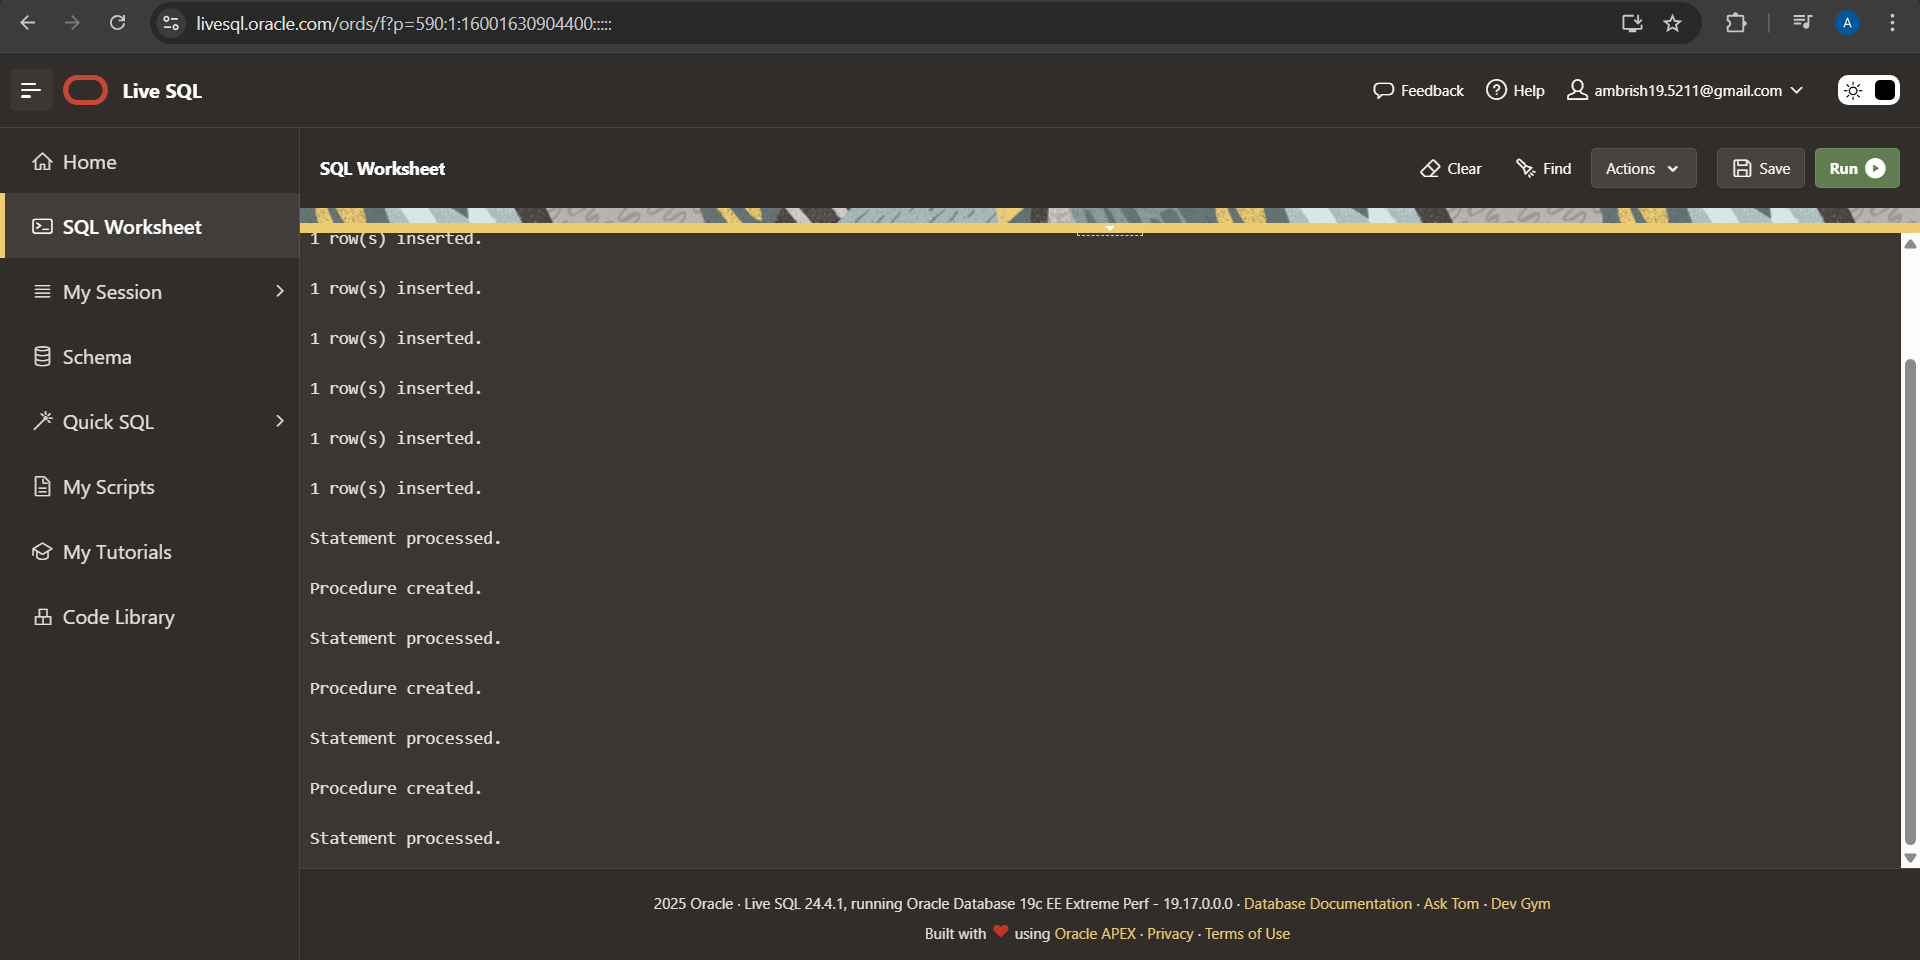 livesql.oracle.com/ords/f?p=590:1:16001630904400:::::
A
Live SQL
Feedback
Help
ambrish19.5211@gmail.com
Home
SQL Worksheet
My Session
Schema
Quick SQL
My Scripts
My Tutorials
Code Library
SQL Worksheet
Clear
Find
Actions
Save
Run
1 row(s) inserted.
1 row(s) inserted.
1 row(s) inserted.
1 row(s) inserted.
1 row(s) inserted.
1 row(s) inserted.
Statement processed.
Procedure created.
Statement processed.
Procedure created.
Statement processed.
Procedure created.
Statement processed.
2025 Oracle · Live SQL 24.4.1, running Oracle Database 19c EE Extreme Perf - 19.17.0.0.0 · Database Documentation · Ask Tom · Dev Gym
Built with ❤ using Oracle APEX · Privacy · Terms of Use